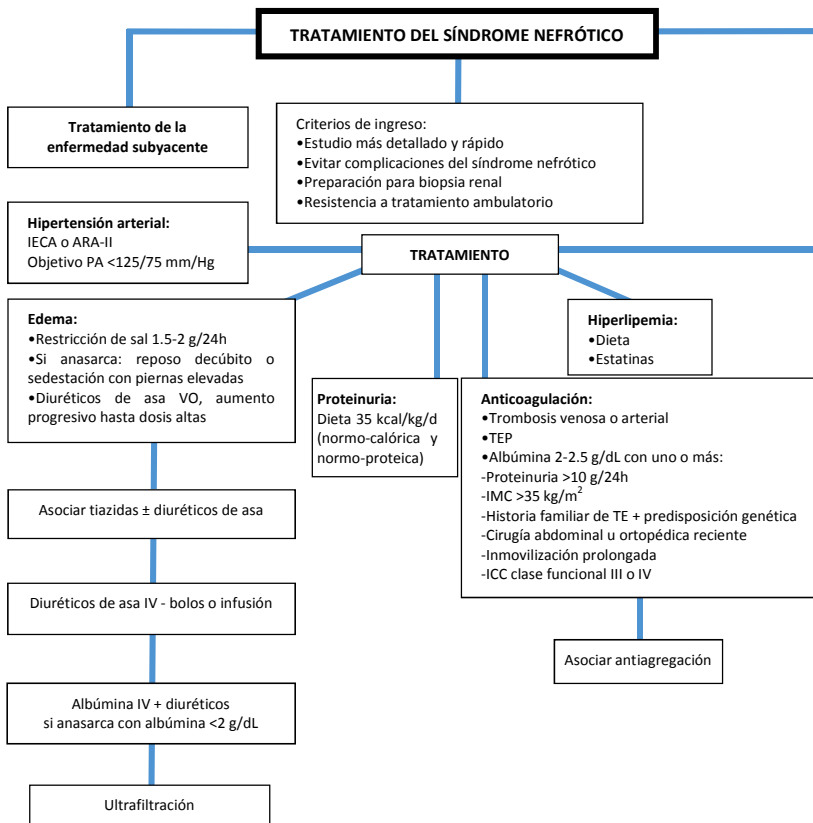 TRATAMIENTO DEL SÍNDROME NEFRÓTICO
Tratamiento de la
enfermedad subyacente
Criterios de ingreso:
•Estudio más detallado y rápido
•Evitar complicaciones del síndrome nefrótico
•Preparación para biopsia renal
•Resistencia a tratamiento ambulatorio
Hipertensión arterial:
IECA o ARA-II
Objetivo PA <125/75 mm/Hg
TRATAMIENTO
Edema:
•Restricción de sal 1.5-2 g/24h
•Si anasarca: reposo decúbito o
sedestación con piernas elevadas
•Diuréticos de asa VO, aumento
progresivo hasta dosis altas
Hiperlipemia:
•Dieta
•Estatinas
Proteinuria:
Dieta 35 kcal/kg/d
(normo-calórica y
normo-proteica)
Anticoagulación:
•Trombosis venosa o arterial
•TEP
•Albúmina 2-2.5 g/dL con uno o más:
-Proteinuria >10 g/24h
-IMC >35 kg/m²
-Historia familiar de TE + predisposición genética
-Cirugía abdominal u ortopédica reciente
-Inmovilización prolongada
-ICC clase funcional III o IV
Asociar tiazidas ± diuréticos de asa
Diuréticos de asa IV - bolos o infusión
Asociar antiagregación
Albúmina IV + diuréticos
si anasarca con albúmina <2 g/dL
Ultrafiltración